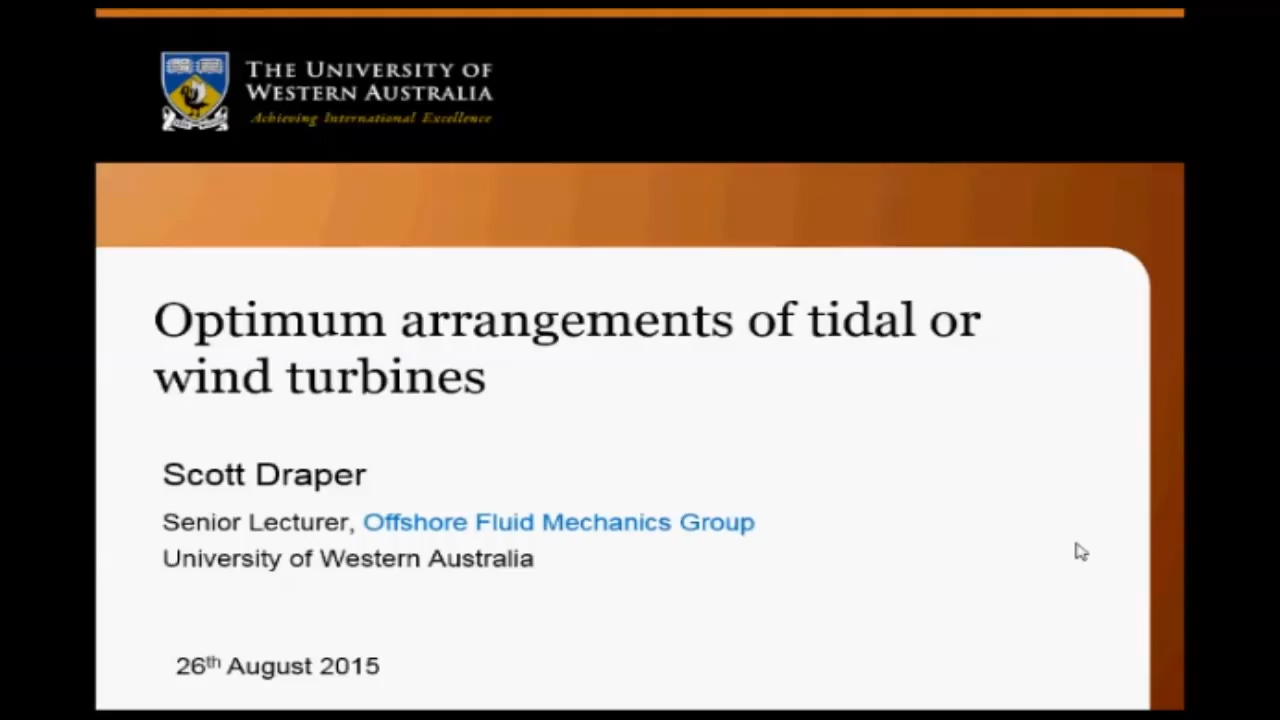 THE UNIVERSITY OF
WESTERN AUSTRALIA
Achieving International Excellence
Optimum arrangements of tidal or
wind turbines
Scott Draper
Senior Lecturer, Offshore Fluid Mechanics Group
University of Western Australia
26th August 2015